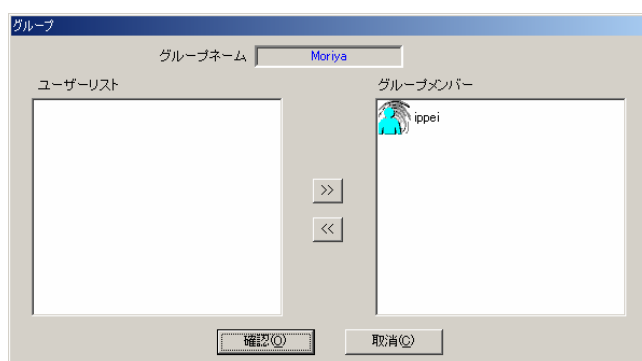 グループ
グループネーム Moriya
ユーザーリスト グループメンバー
ippei
>>
<<
確認(O) 取消(C)